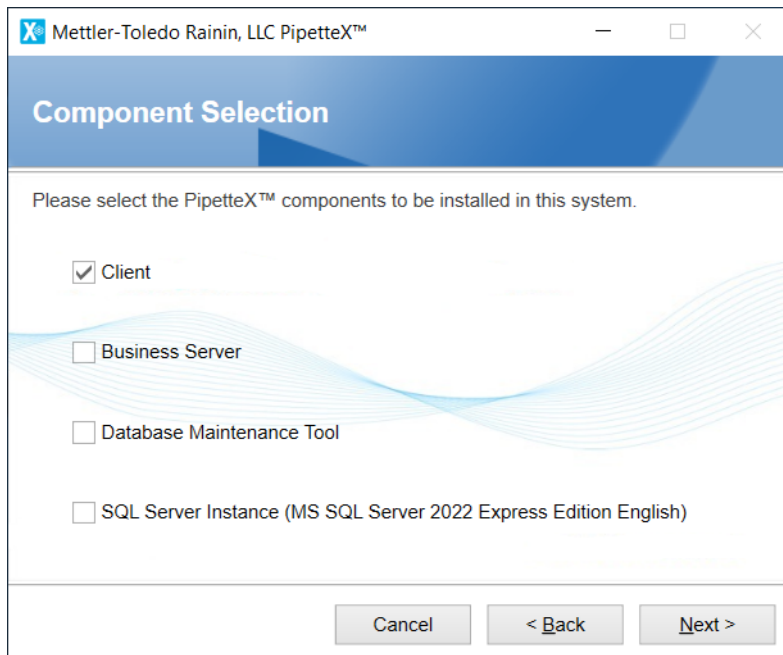 X Mettler-Toledo Rainin, LLC PipetteX™
Component Selection
Please select the PipetteX™ components to be installed in this system.
Client
Business Server
Database Maintenance Tool
SQL Server Instance (MS SQL Server 2022 Express Edition English)
Cancel
< Back
Next >